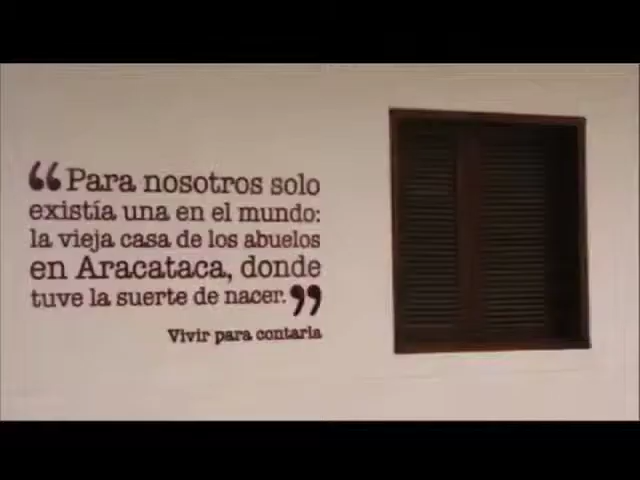 “Para nosotros solo
existía una en el mundo:
la vieja casa de los abuelos
en Aracataca, donde
tuve la suerte de nacer.”
Vivir para contarla